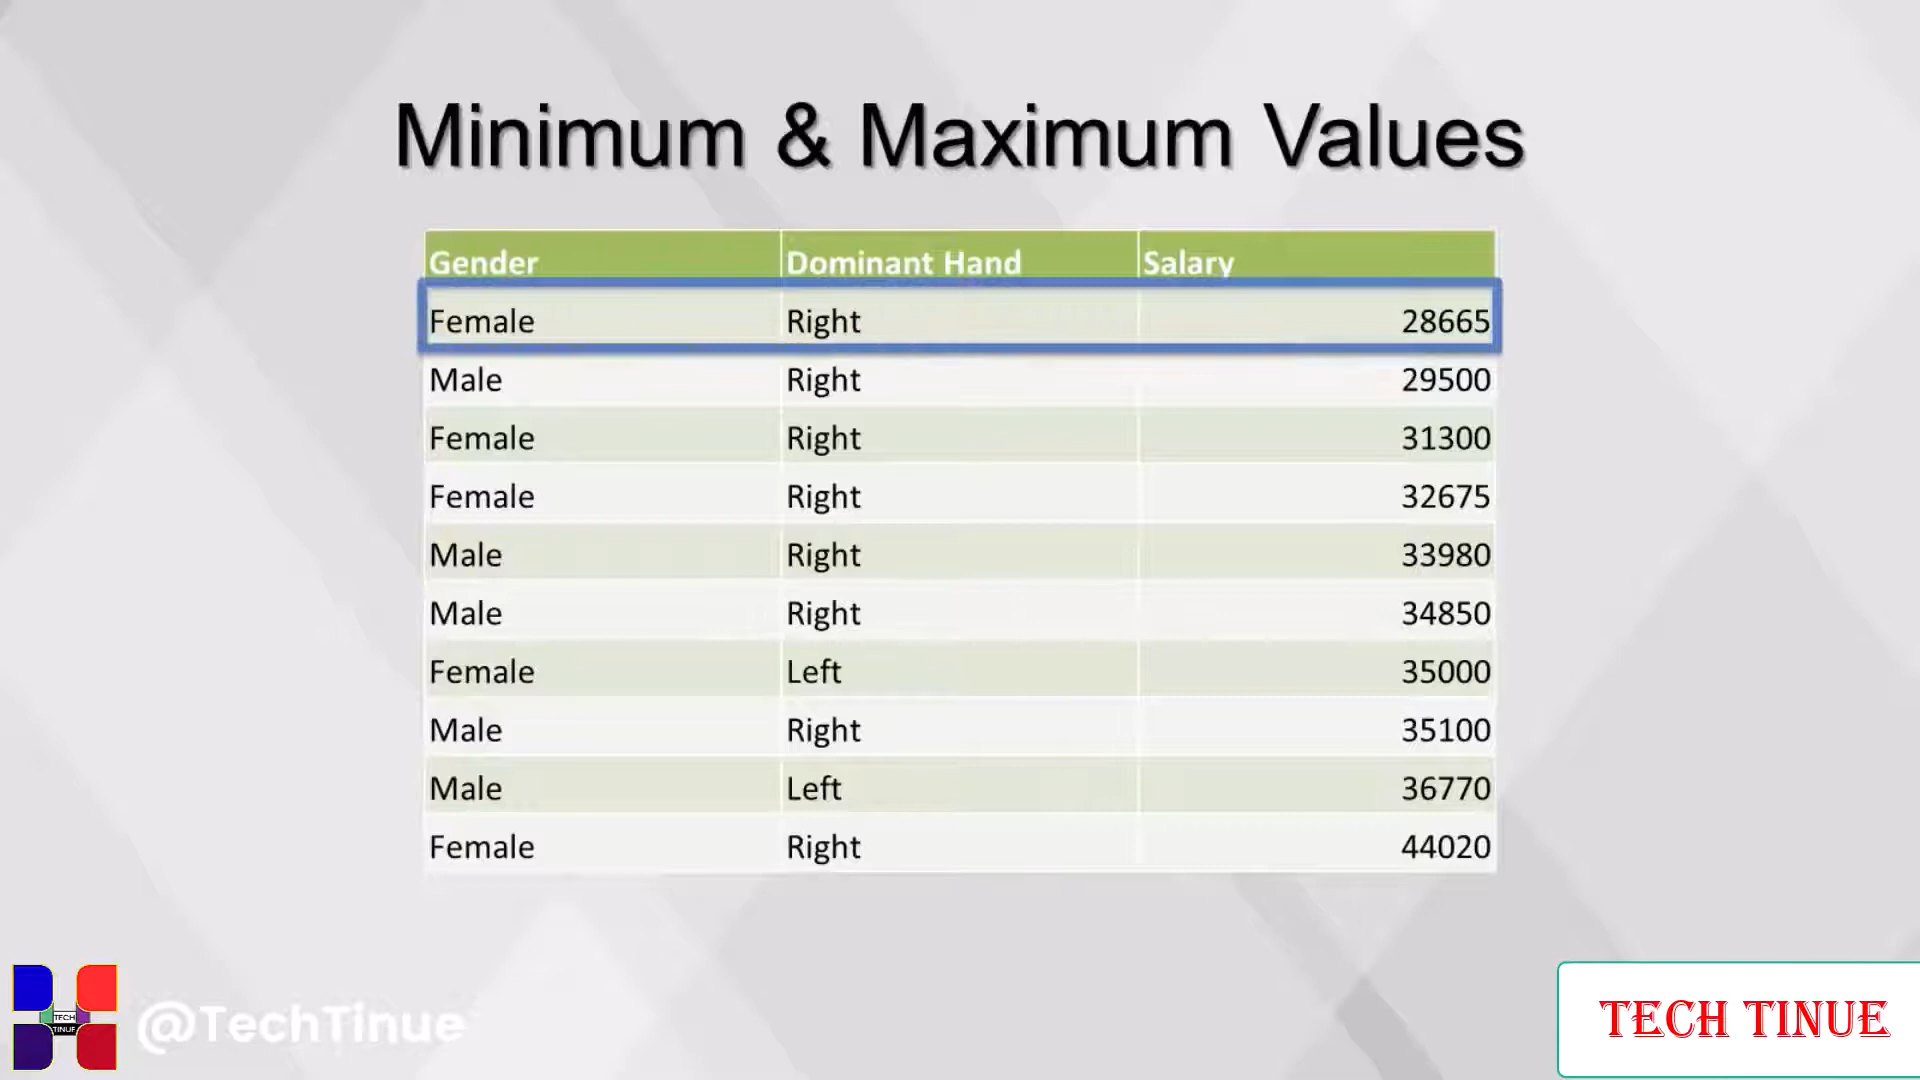 Minimum & Maximum Values
Gender Dominant Hand Salary
Female Right 28665
Male Right 29500
Female Right 31300
Female Right 32675
Male Right 33980
Male Right 34850
Female Left 35000
Male Right 35100
Male Left 36770
Female Right 44020
TECH
TINUE
@TechTinue
TECH TINUE